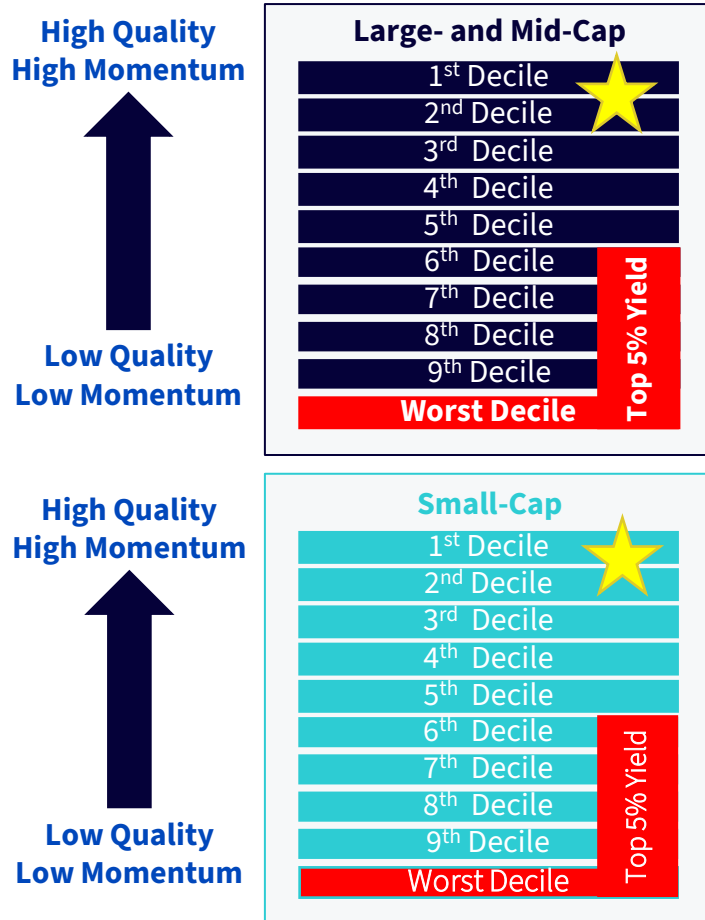 High Quality
High Momentum
Low Quality
Low Momentum
Large- and Mid-Cap
1st Decile
2nd Decile
3rd Decile
4th Decile
5th Decile
6th Decile
7th Decile
8th Decile
9th Decile
Worst Decile
Top 5% Yield
High Quality
High Momentum
Low Quality
Low Momentum
Small-Cap
1st Decile
2nd Decile
3rd Decile
4th Decile
5th Decile
6th Decile
7th Decile
8th Decile
9th Decile
Worst Decile
Top 5% Yield